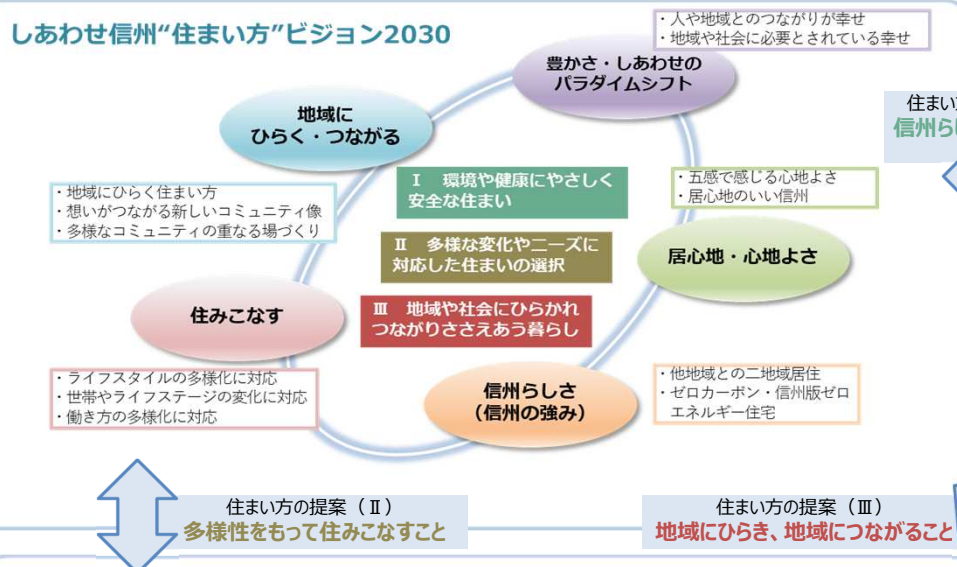 しあわせ信州“住まい方”ビジョン2030
・人や地域とのつながりが幸せ
・地域や社会に必要とされている幸せ
豊かさ・しあわせの
パラダイムシフト
地域に
ひらく・つながる
住まい
信州らし
・地域にひらく住まい方
・想いがつながる新しいコミュニティ像
・多様なコミュニティの重なる場づくり
Ⅰ 環境や健康にやさしく
安全な住まい
・五感で感じる心地よさ
・居心地のいい信州
Ⅱ 多様な変化やニーズに
対応した住まいの選択
居心地・心地よさ
住みこなす
Ⅲ 地域や社会にひらかれ
つながりささえあう暮らし
・ライフスタイルの多様化に対応
・世帯やライフステージの変化に対応
・働き方の多様化に対応
信州らしさ
（信州の強み）
・他地域との二地域居住
・ゼロカーボン・信州版ゼロ
エネルギー住宅
住まい方の提案（Ⅱ）
多様性をもって住みこなすこと
住まい方の提案（Ⅲ）
地域にひらき、地域につながること